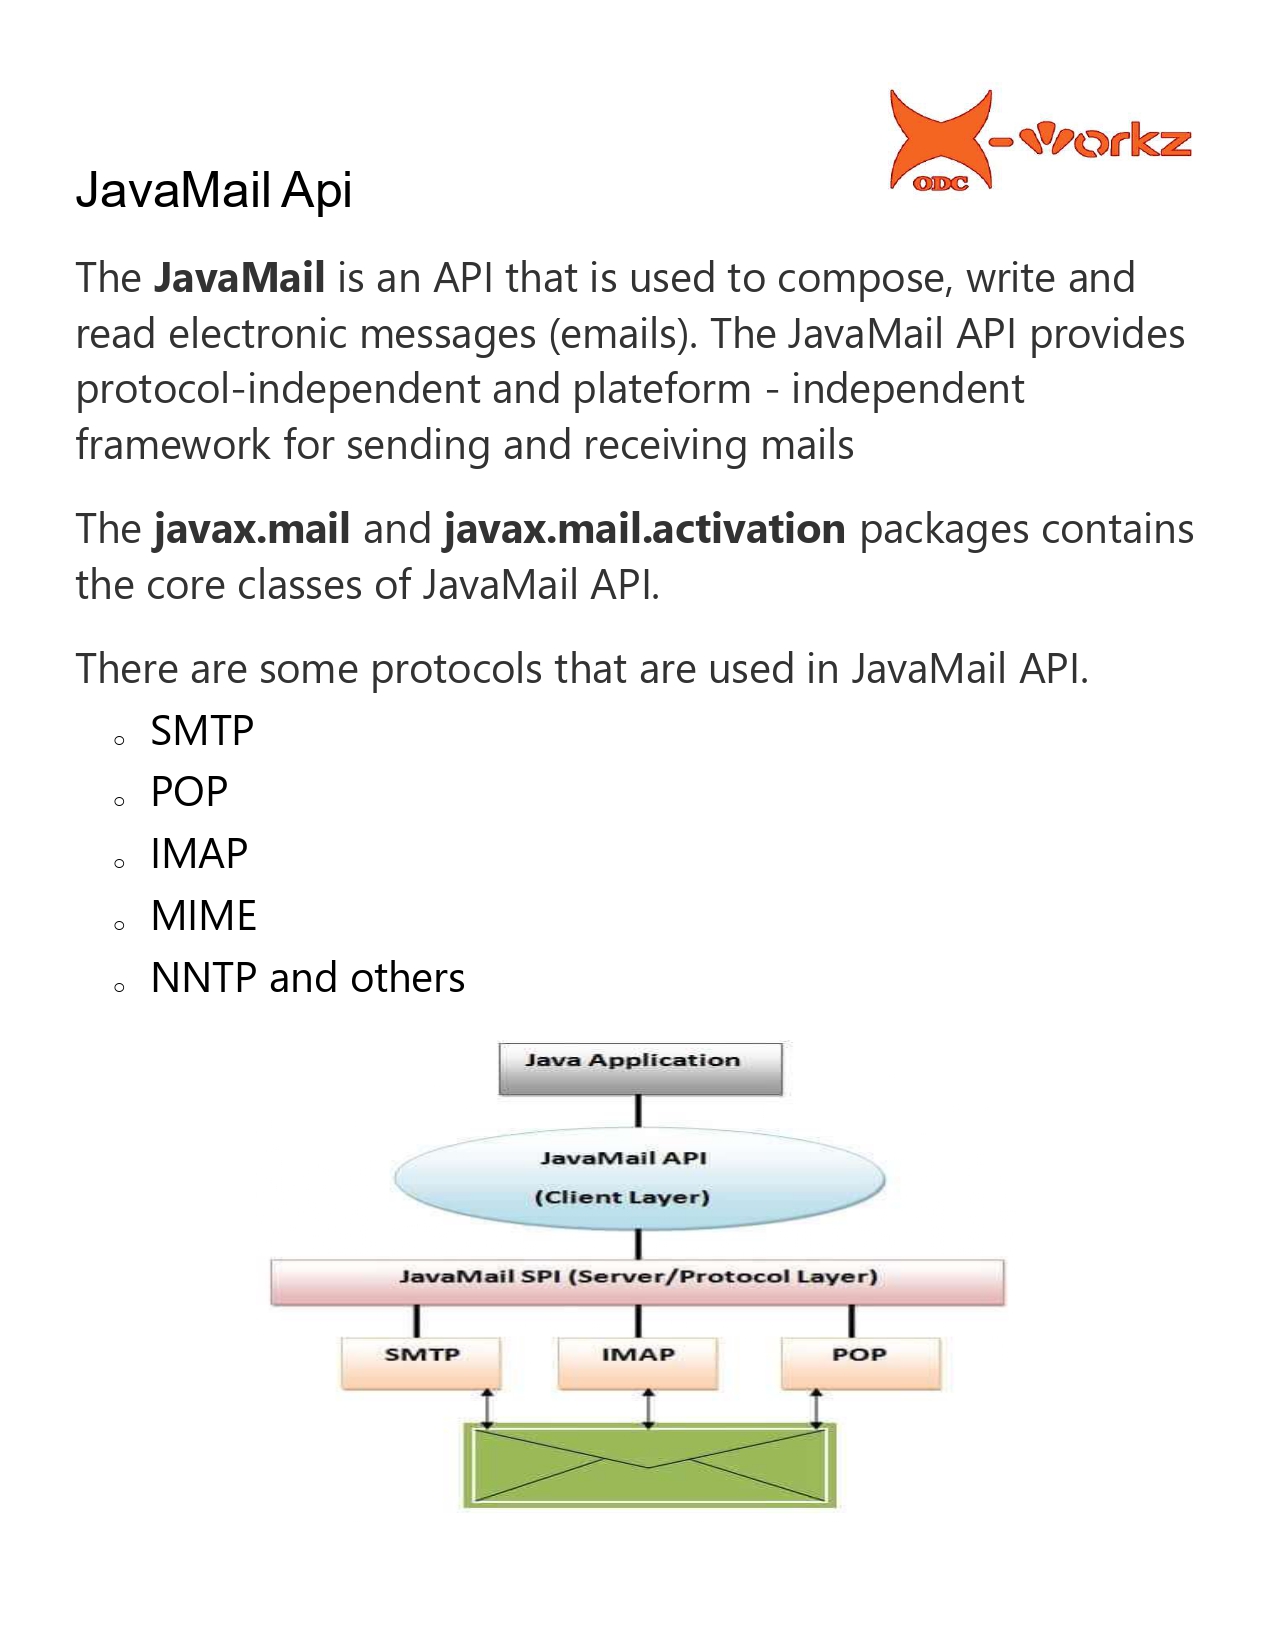 X-workz
ODC
JavaMail Api
The JavaMail is an API that is used to compose, write and
read electronic messages (emails). The JavaMail API provides
protocol-independent and plateform - independent
framework for sending and receiving mails
The javax.mail and javax.mail.activation packages contains
the core classes of JavaMail API.
There are some protocols that are used in JavaMail API.
o SMTP
o POP
o IMAP
o MIME
o NNTP and others
Java Application
JavaMail API
(Client Layer)
JavaMail SPI (Server/Protocol Layer)
SMTP IMAP POP